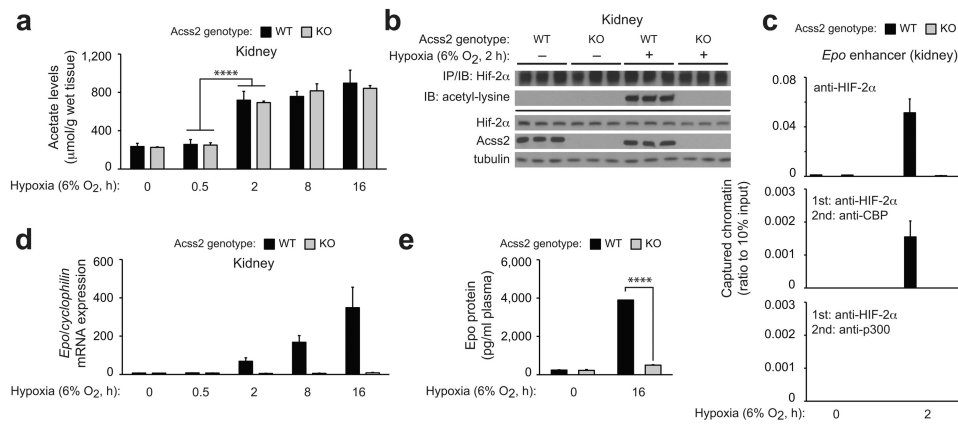 a
Acss2 genotype: WT KO
Kidney
Acetate levels
(μmol/g wet tissue)
1,200
800
400
0
****
Hypoxia (6% O2, h): 0 0.5 2 8 16
b
Kidney
Acss2 genotype: WT KO WT KO
Hypoxia (6% O2, 2 h): – – + +
IP/IB: Hif-2α
IB: acetyl-lysine
Hif-2α
Acss2
tubulin
c
Acss2 genotype: WT KO
Epo enhancer (kidney)
Captured chromatin
(ratio to 10% input)
0.08
0.04
0
anti-HIF-2α
0.003
0.002
0.001
0
1st: anti-HIF-2α
2nd: anti-CBP
0.003
0.002
0.001
0
1st: anti-HIF-2α
2nd: anti-p300
Hypoxia (6% O2, h): 0 2
d
Acss2 genotype: WT KO
Kidney
Epo/cyclophilin
mRNA expression
600
400
200
0
Hypoxia (6% O2, h): 0 0.5 2 8 16
e
Acss2 genotype: WT KO
Epo protein
(pg/ml plasma)
6,000
4,000
2,000
0
****
Hypoxia (6% O2, h): 0 16